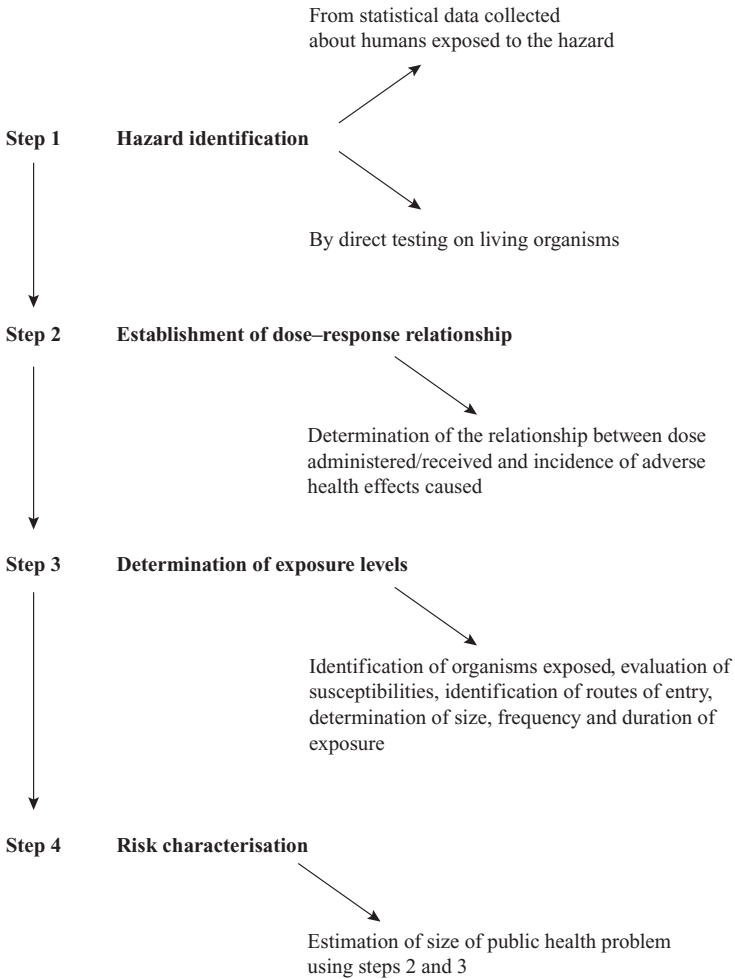 From statistical data collected
about humans exposed to the hazard
Step 1 Hazard identification
By direct testing on living organisms
Step 2 Establishment of dose–response relationship
Determination of the relationship between dose
administered/received and incidence of adverse
health effects caused
Step 3 Determination of exposure levels
Identification of organisms exposed, evaluation of
susceptibilities, identification of routes of entry,
determination of size, frequency and duration of
exposure
Step 4 Risk characterisation
Estimation of size of public health problem
using steps 2 and 3